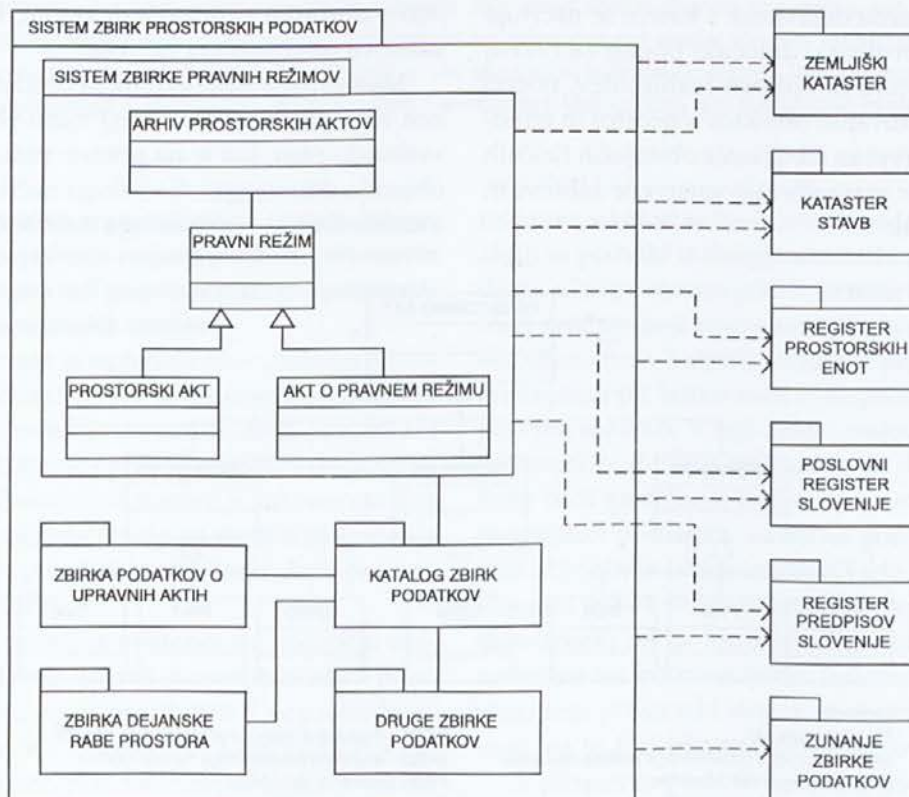 SISTEM ZBIRK PROSTORSKIH PODATKOV
SISTEM ZBIRKE PRAVNIH REŽIMOV
ARHIV PROSTORSKIH AKTOV
PRAVNI REŽIM
PROSTORSKI AKT
AKT O PRAVNEM REŽIMU
ZBIRKA PODATKOV O
UPRAVNIH AKTIH
KATALOG ZBIRK
PODATKOV
ZBIRKA DEJANSKE
RABE PROSTORA
DRUGE ZBIRKE
PODATKOV
ZEMLJIŠKI
KATASTER
KATASTER
STAVB
REGISTER
PROSTORSKIH
ENOT
POSLOVNI
REGISTER
SLOVENIJE
REGISTER
PREDPISOV
SLOVENIJE
ZUNANJE
ZBIRKE
PODATKOV